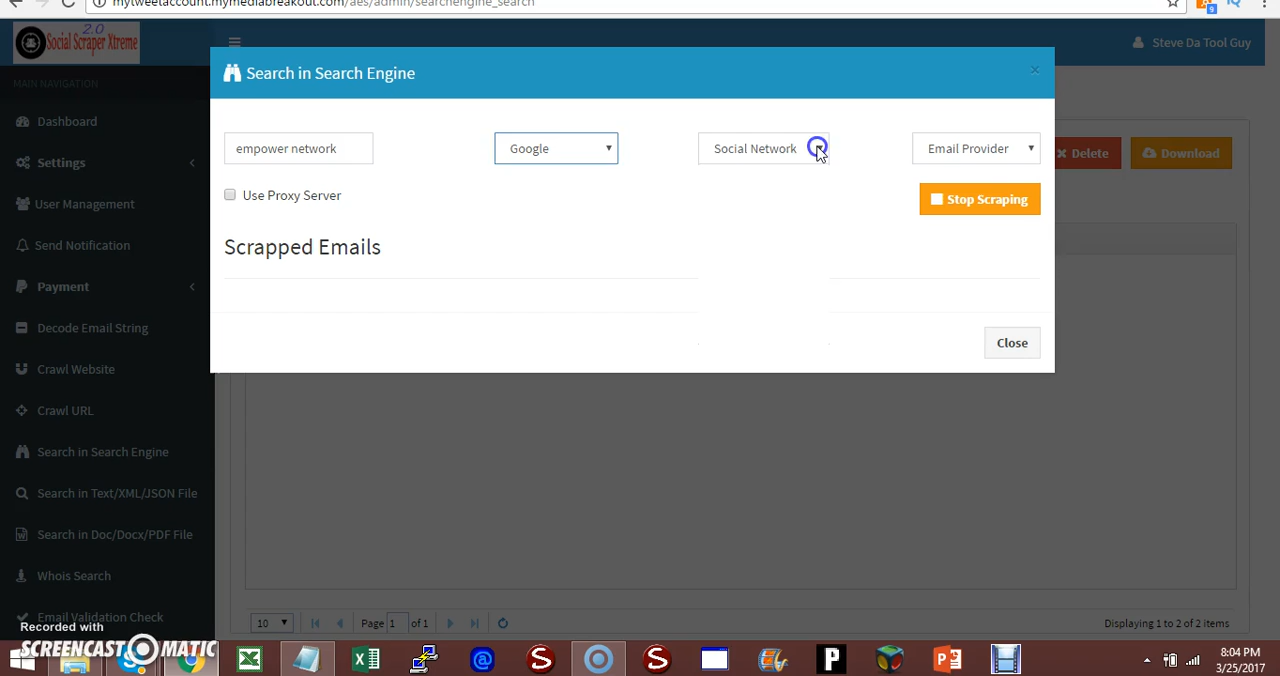 mytweetaccount.mymediabreakout.com/aes/admin/searchengine_search
9
2.0
Social Scraper Xtreme
Steve Da Tool Guy
Search in Search Engine
×
MAIN NAVIGATION
Dashboard
Settings
User Management
Send Notification
Payment
Decode Email String
Crawl Website
Crawl URL
Search in Search Engine
Search in Text/XML/JSON File
Search in Doc/Docx/PDF File
Whois Search
Email Validation Check
empower network
Google
Social Network
Email Provider
Delete
Download
Use Proxy Server
Stop Scraping
Scrapped Emails
Close
10
Page 1 of 1
Displaying 1 to 2 of 2 items
Recorded with
SCREENCAST MATIC
8:04 PM
3/25/2017